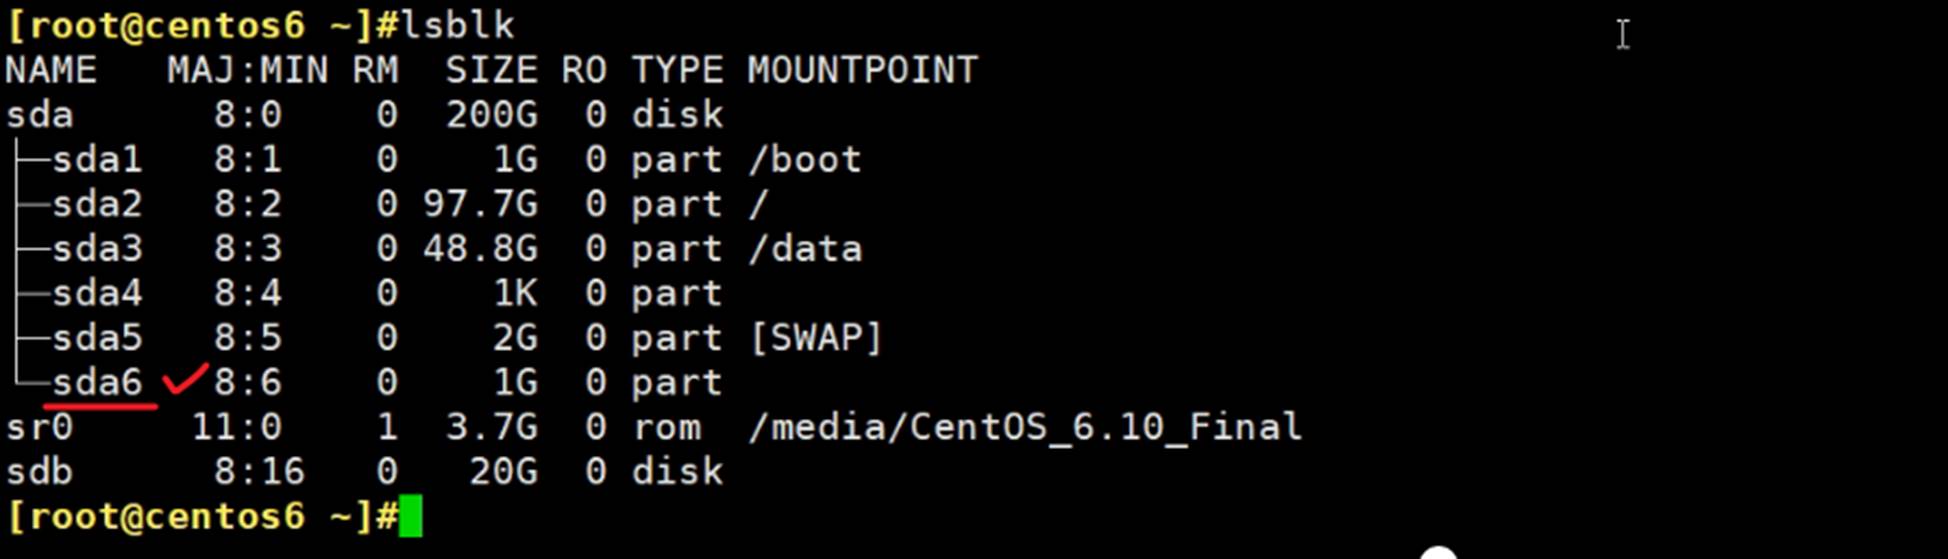 [root@centos6 ~]#lsblk
NAME   MAJ:MIN RM  SIZE RO TYPE MOUNTPOINT
sda      8:0    0  200G  0 disk
├─sda1   8:1    0    1G  0 part /boot
├─sda2   8:2    0 97.7G  0 part /
├─sda3   8:3    0 48.8G  0 part /data
├─sda4   8:4    0    1K  0 part
├─sda5   8:5    0    2G  0 part [SWAP]
└─sda6   8:6    0    1G  0 part
sr0     11:0    1  3.7G  0 rom  /media/CentOS_6.10_Final
sdb      8:16   0   20G  0 disk
[root@centos6 ~]#